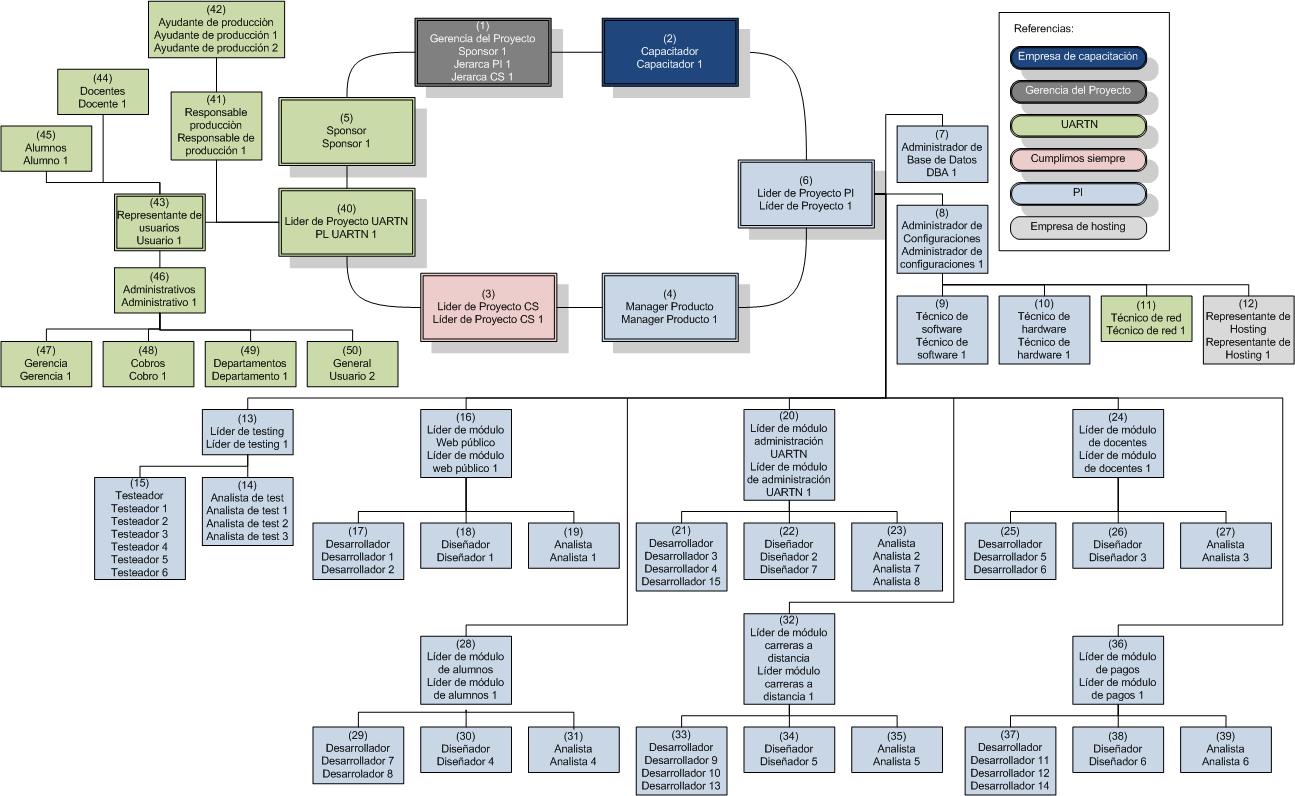 (42)
Ayudante de producciòn
Ayudante de producción 1
Ayudante de producción 2
(44)
Docentes
Docente 1
(45)
Alumnos
Alumno 1
(41)
Responsable
producciòn
Responsable de
producción 1
(43)
Representante de
usuarios
Usuario 1
(46)
Administrativos
Administrativo 1
(47)
Gerencia
Gerencia 1
(48)
Cobros
Cobro 1
(49)
Departamentos
Departamento 1
(50)
General
Usuario 2
(1)
Gerencia del Proyecto
Sponsor 1
Jerarca PI 1
Jerarca CS 1
(2)
Capacitador
Capacitador 1
(5)
Sponsor
Sponsor 1
(40)
Lider de Proyecto UARTN
PL UARTN 1
(3)
Lider de Proyecto CS
Líder de Proyecto CS 1
(4)
Manager Producto
Manager Producto 1
(6)
Lider de Proyecto PI
Líder de Proyecto 1
(7)
Administrador de
Base de Datos
DBA 1
(8)
Administrador de
Configuraciones
Administrador de
configuraciones 1
(9)
Técnico de
software
Técnico de
software 1
(10)
Técnico de
hardware
Técnico de
hardware 1
(11)
Técnico de red
Técnico de red 1
(12)
Representante de
Hosting
Representante de
Hosting 1
Referencias:
Empresa de capacitación
Gerencia del Proyecto
UARTN
Cumplimos siempre
PI
Empresa de hosting
(13)
Líder de testing
Líder de testing 1
(15)
Testeador
Testeador 1
Testeador 2
Testeador 3
Testeador 4
Testeador 5
Testeador 6
(14)
Analista de test
Analista de test 1
Analista de test 2
Analista de test 3
(16)
Líder de módulo
Web público
Líder de módulo
web público 1
(17)
Desarrollador
Desarrollador 1
Desarrollador 2
(18)
Diseñador
Diseñador 1
(19)
Analista
Analista 1
(20)
Líder de módulo
administración
UARTN
Líder de módulo
de administración
UARTN 1
(21)
Desarrollador
Desarrollador 3
Desarrollador 4
Desarrollador 15
(22)
Diseñador
Diseñador 2
Diseñador 7
(23)
Analista
Analista 2
Analista 7
Analista 8
(24)
Líder de módulo
de docentes
Líder de módulo
de docentes 1
(25)
Desarrollador
Desarrollador 5
Desarrollador 6
(26)
Diseñador
Diseñador 3
(27)
Analista
Analista 3
(28)
Líder de módulo
de alumnos
Líder de módulo
de alumnos 1
(29)
Desarrollador
Desarrollador 7
Desarolador 8
(30)
Diseñador
Diseñador 4
(31)
Analista
Analista 4
(32)
Líder de módulo
carreras a
distancia
Líder módulo
carreras a
distancia 1
(33)
Desarrollador
Desarrollador 9
Desarrollador 10
Desarrollador 13
(34)
Diseñador
Diseñador 5
(35)
Analista
Analista 5
(36)
Líder de módulo
de pagos
Líder de módulo
de pagos 1
(37)
Desarrollador
Desarrollador 11
Desarrollador 12
Desarrollador 14
(38)
Diseñador
Diseñador 6
(39)
Analista
Analista 6